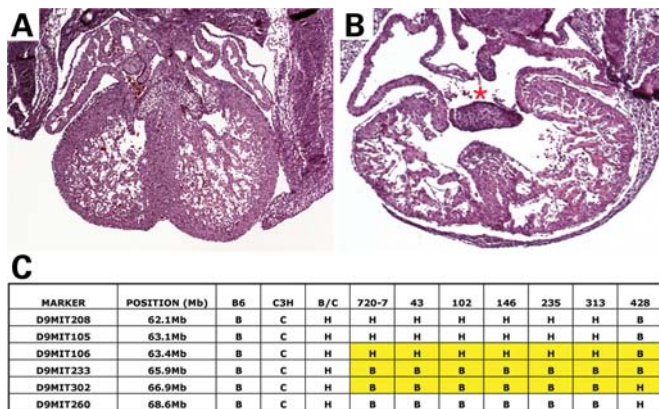 A
B
*
C
MARKER POSITION (Mb) B6 C3H B/C 720-7 43 102 146 235 313 428
D9MIT208 62.1Mb B C H H H H H H H B
D9MIT105 63.1Mb B C H H H H H H H B
D9MIT106 63.4Mb B C H H H H H H H B
D9MIT233 65.9Mb B C H B B B B B B B
D9MIT302 66.9Mb B C H B B B B B B H
D9MIT260 68.6Mb B C H B B B B B B H